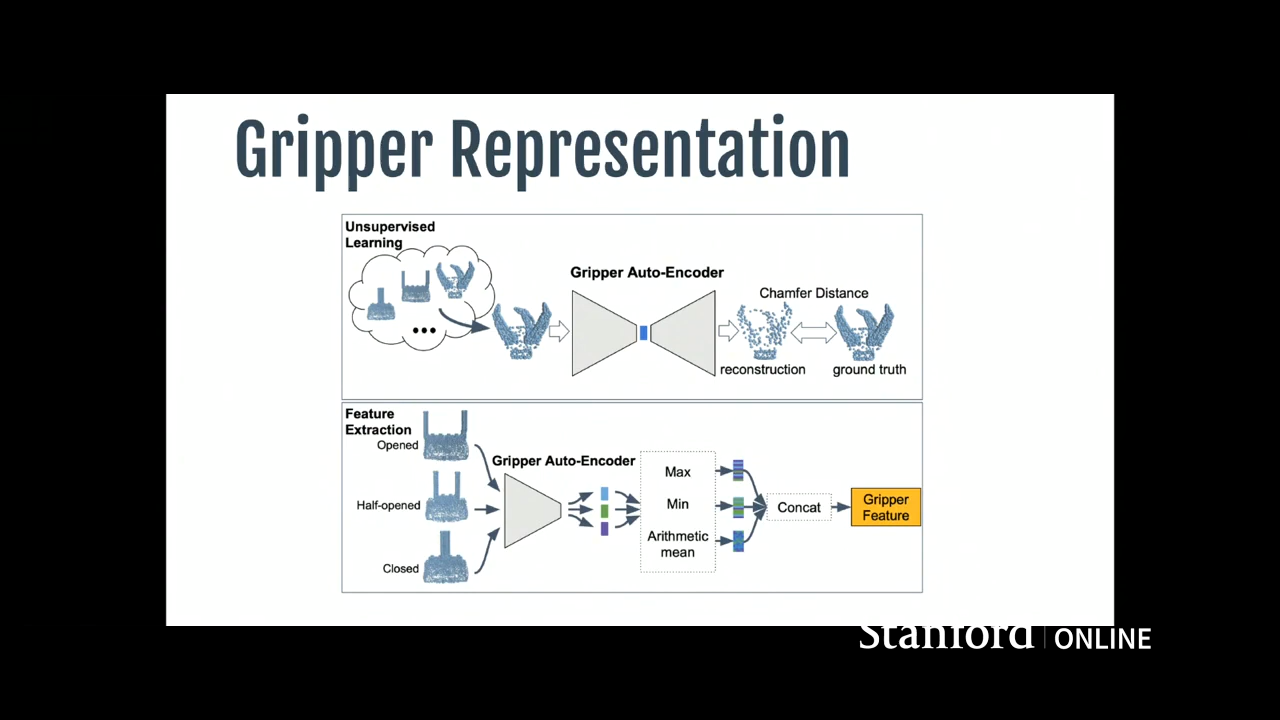 Gripper Representation
Unsupervised
Learning
Gripper Auto-Encoder
Chamfer Distance
reconstruction
ground truth
Feature
Extraction
Opened
Gripper Auto-Encoder
Half-opened
Closed
Max
Min
Arithmetic
mean
Concat
Gripper
Feature
Stanford ONLINE